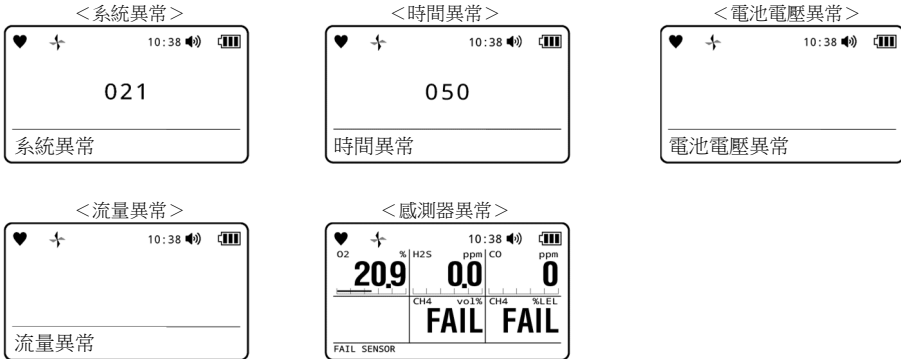 ＜系統異常＞
10:38
021
系統異常
＜時間異常＞
10:38
050
時間異常
＜電池電壓異常＞
10:38
電池電壓異常
＜流量異常＞
10:38
流量異常
＜感測器異常＞
10:38
O2 % H2S ppm CO ppm
20.9 0.0 0
CH4 vol% CH4 %LEL
FAIL FAIL
FAIL SENSOR